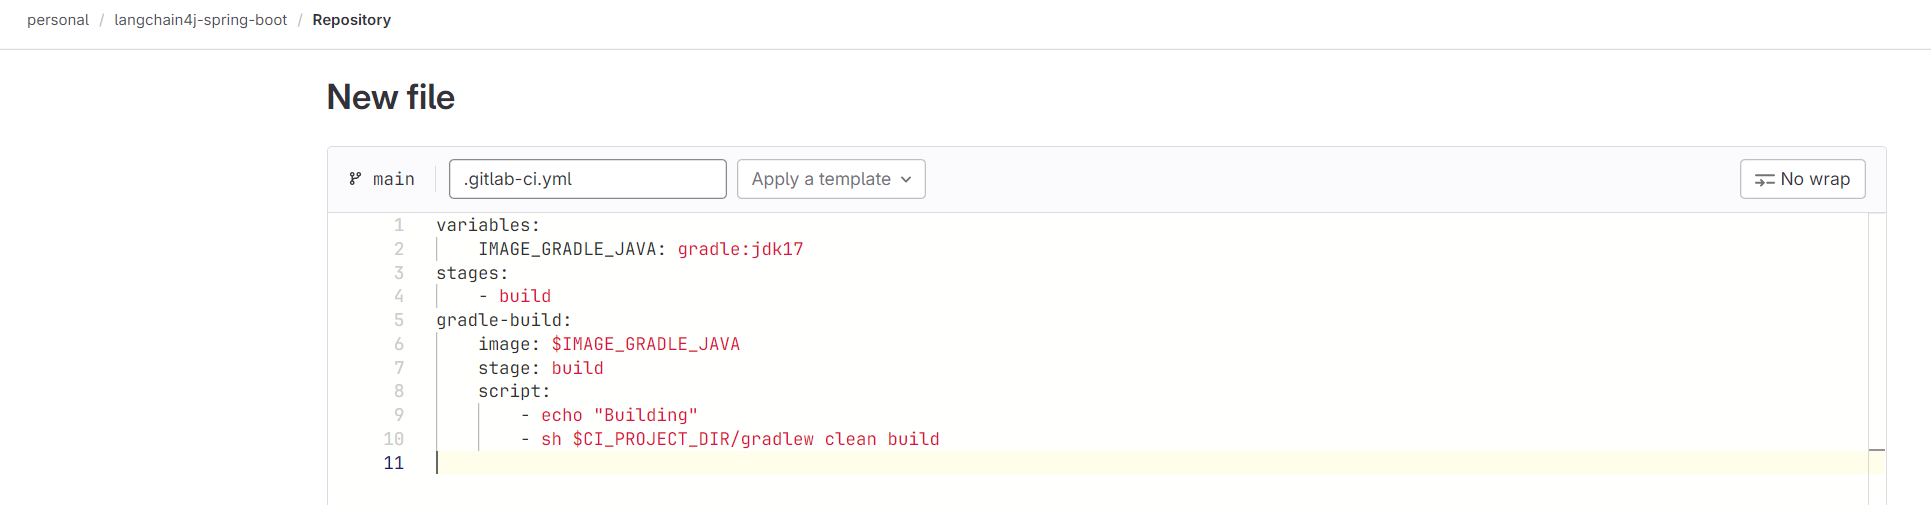 personal / langchain4j-spring-boot / Repository
New file
main .gitlab-ci.yml Apply a template No wrap
1 variables:
2     IMAGE_GRADLE_JAVA: gradle:jdk17
3 stages:
4     - build
5 gradle-build:
6     image: $IMAGE_GRADLE_JAVA
7     stage: build
8     script:
9         - echo "Building"
10         - sh $CI_PROJECT_DIR/gradlew clean build
11